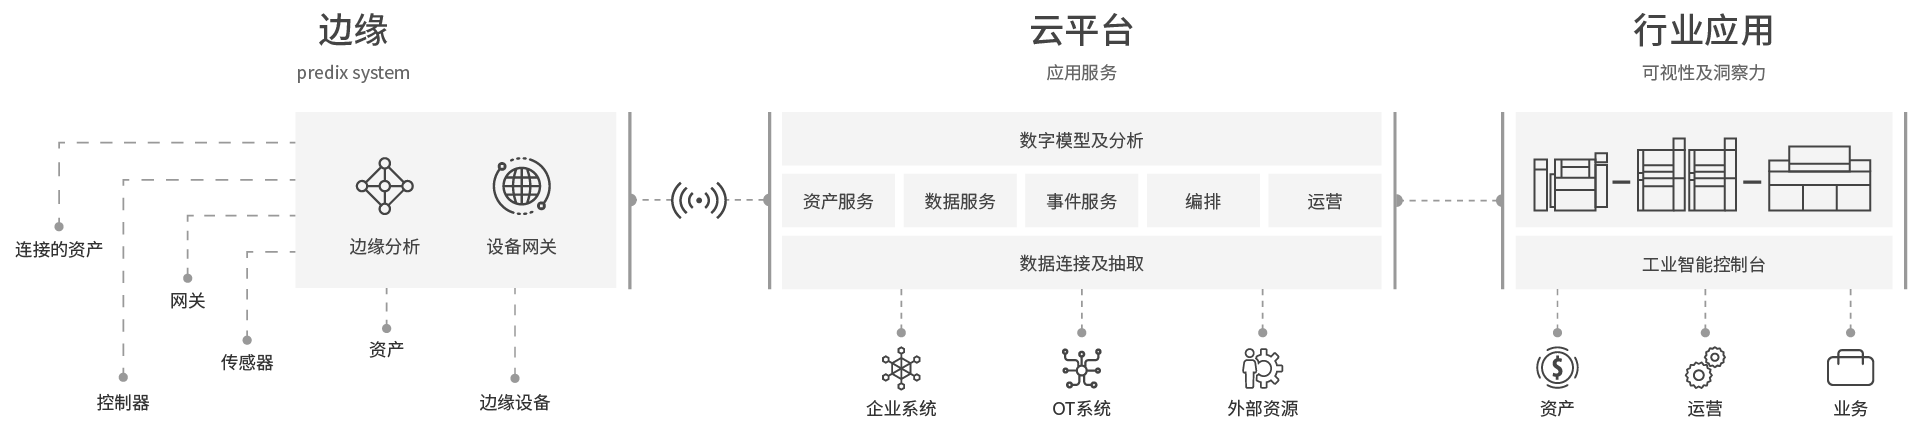 边缘
predix system
云平台
应用服务
行业应用
可视性及洞察力
边缘分析
设备网关
连接的资产
网关
传感器
控制器
资产
边缘设备
数字模型及分析
资产服务
数据服务
事件服务
编排
运营
数据连接及抽取
企业系统
OT系统
外部资源
工业智能控制台
资产
运营
业务